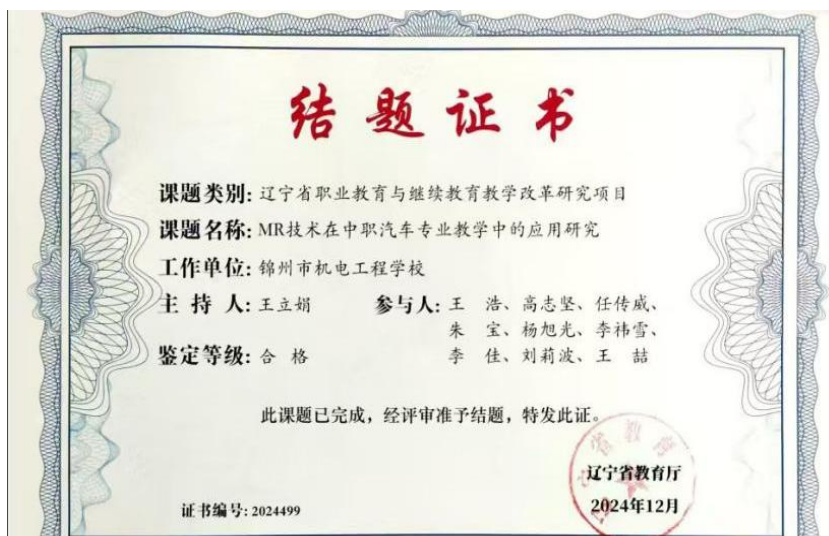 结题证书
课题类别: 辽宁省职业教育与继续教育教学改革研究项目
课题名称: MR技术在中职汽车专业教学中的应用研究
工作单位: 锦州市机电工程学校
主 持 人: 王立娟 参与人: 王 浩、高志坚、任传威、
朱 宝、杨旭光、李祎雪、
鉴定等级: 合 格 李 佳、刘莉波、王 喆
此课题已完成，经评审准予结题，特发此证。
辽宁省教育厅
证书编号: 2024499 2024年12月